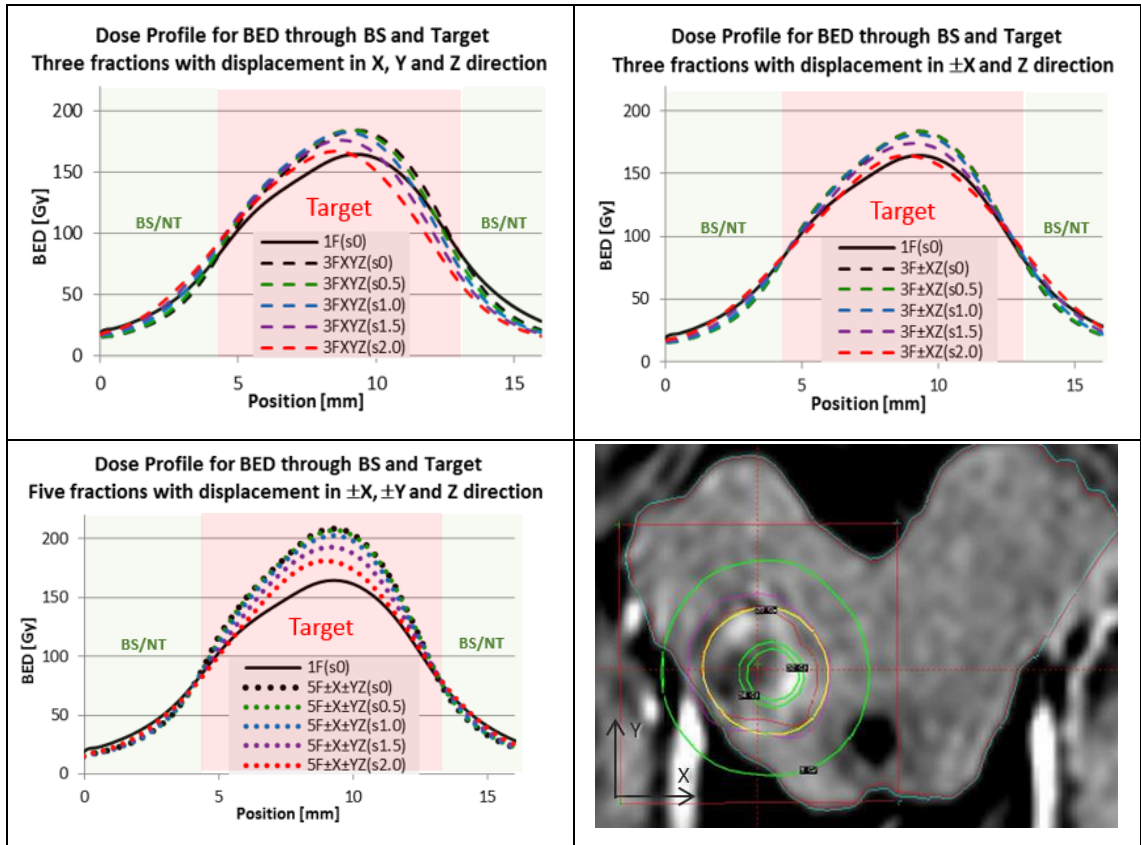 Dose Profile for BED through BS and Target
Three fractions with displacement in X, Y and Z direction
BED [Gy]
200
150
100
50
0
BS/NT
Target
BS/NT
1F(s0)
3FXYZ(s0)
3FXYZ(s0.5)
3FXYZ(s1.0)
3FXYZ(s1.5)
3FXYZ(s2.0)
0
5
10
15
Position [mm]
Dose Profile for BED through BS and Target
Three fractions with displacement in ±X and Z direction
BED [Gy]
200
150
100
50
0
BS/NT
Target
BS/NT
1F(s0)
3F±XZ(s0)
3F±XZ(s0.5)
3F±XZ(s1.0)
3F±XZ(s1.5)
3F±XZ(s2.0)
0
5
10
15
Position [mm]
Dose Profile for BED through BS and Target
Five fractions with displacement in ±X, ±Y and Z direction
BED [Gy]
200
150
100
50
0
BS/NT
Target
BS/NT
1F(s0)
5F±X±YZ(s0)
5F±X±YZ(s0.5)
5F±X±YZ(s1.0)
5F±X±YZ(s1.5)
5F±X±YZ(s2.0)
0
5
10
15
Position [mm]
Y
X